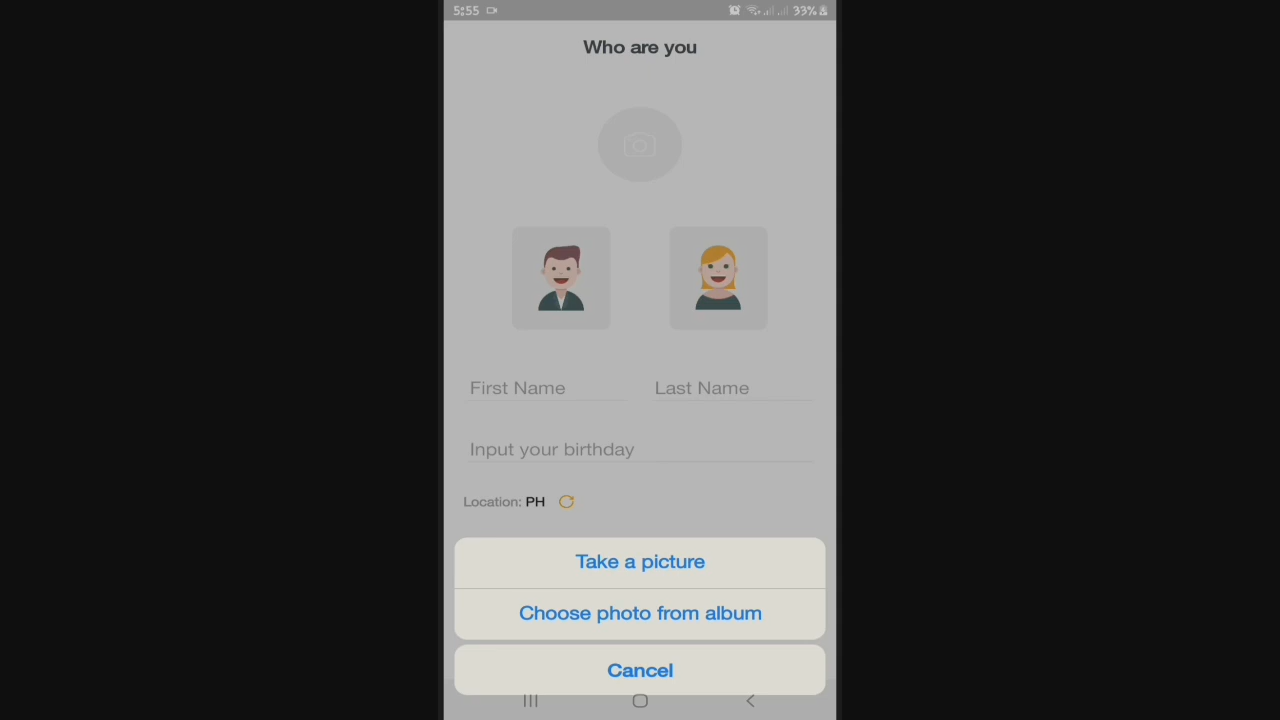 5:55 33%
Who are you
First Name Last Name
Input your birthday
Location: PH
Take a picture
Choose photo from album
Cancel